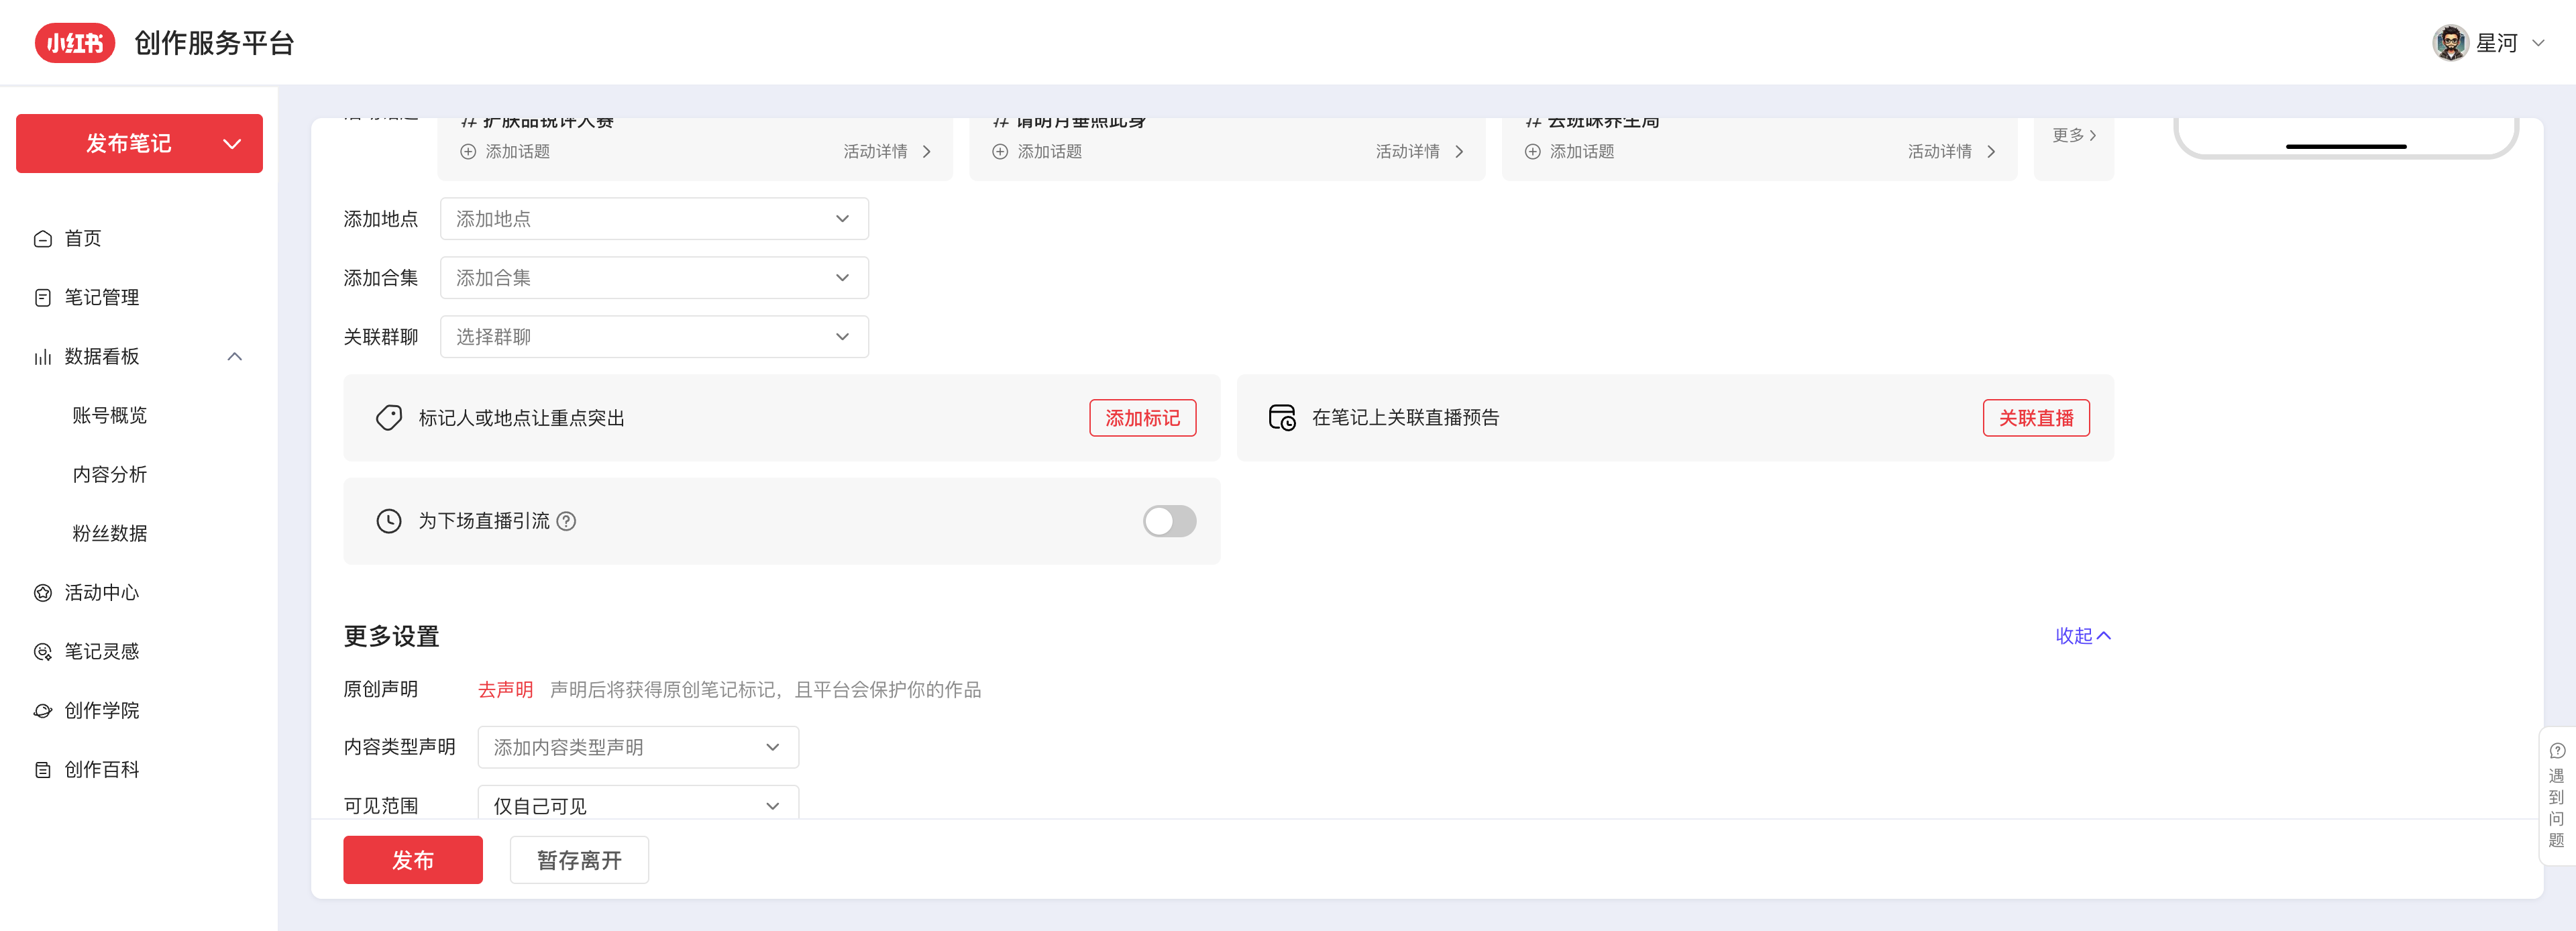 小红书 创作服务平台
星河
发布笔记
首页
笔记管理
数据看板
账号概览
内容分析
粉丝数据
活动中心
笔记灵感
创作学院
创作百科
# 护肤品锐评大赛
添加话题 活动详情
# 请明月垂照此身
添加话题 活动详情
# 去班味养生局
添加话题 活动详情
更多
添加地点 添加地点
添加合集 添加合集
关联群聊 选择群聊
标记人或地点让重点突出 添加标记
在笔记上关联直播预告 关联直播
为下场直播引流
更多设置 收起
原创声明 去声明 声明后将获得原创笔记标记，且平台会保护你的作品
内容类型声明 添加内容类型声明
可见范围 仅自己可见
发布 暂存离开
遇到问题